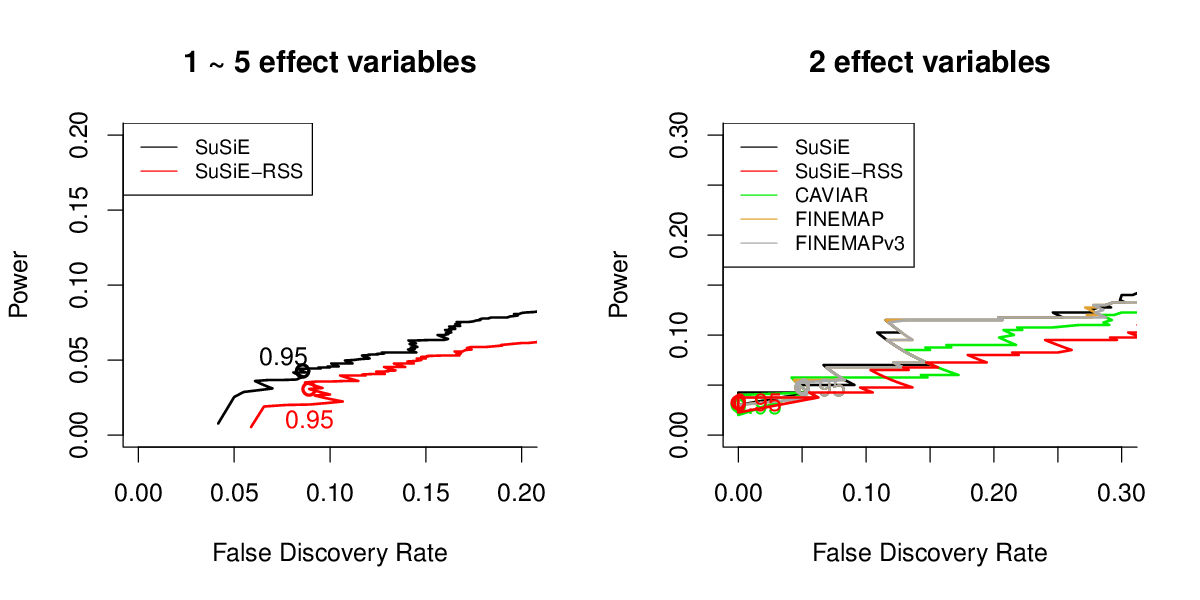 1 ~ 5 effect variables
SuSiE
SuSiE−RSS
Power
0.00
0.05
0.10
0.15
0.20
0.95
0.95
0.00
0.05
0.10
0.15
0.20
False Discovery Rate
2 effect variables
SuSiE
SuSiE−RSS
CAVIAR
FINEMAP
FINEMAPv3
Power
0.00
0.10
0.20
0.30
0.00
0.10
0.20
0.30
False Discovery Rate